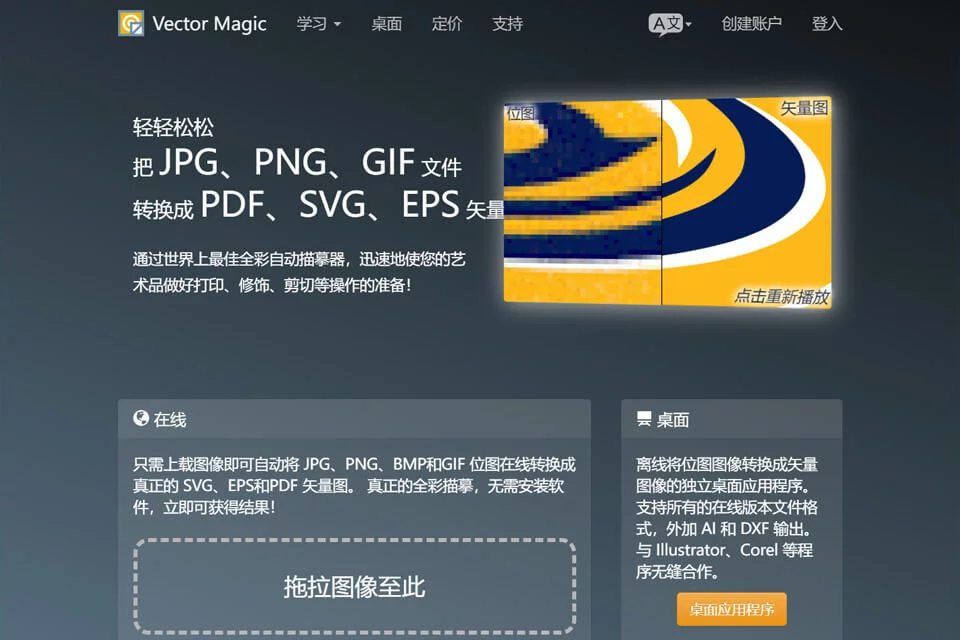 Vector Magic
学习
桌面
定价
支持
A文
创建账户
登入
轻轻松松
把 JPG、PNG、GIF 文件
转换成 PDF、SVG、EPS 矢量
通过世界上最佳全彩自动描摹器，迅速地使您的艺
术品做好打印、修饰、剪切等操作的准备！
位图
矢量图
点击重新播放
在线
只需上载图像即可自动将 JPG、PNG、BMP和GIF 位图在线转换成
真正的 SVG、EPS和PDF 矢量图。 真正的全彩描摹，无需安装软
件，立即可获得结果！
拖拉图像至此
桌面
离线将位图图像转换成矢量
图像的独立桌面应用程序。
支持所有的在线版本文件格
式，外加 AI 和 DXF 输出。
与 Illustrator、Corel 等程
序无缝合作。
桌面应用程序